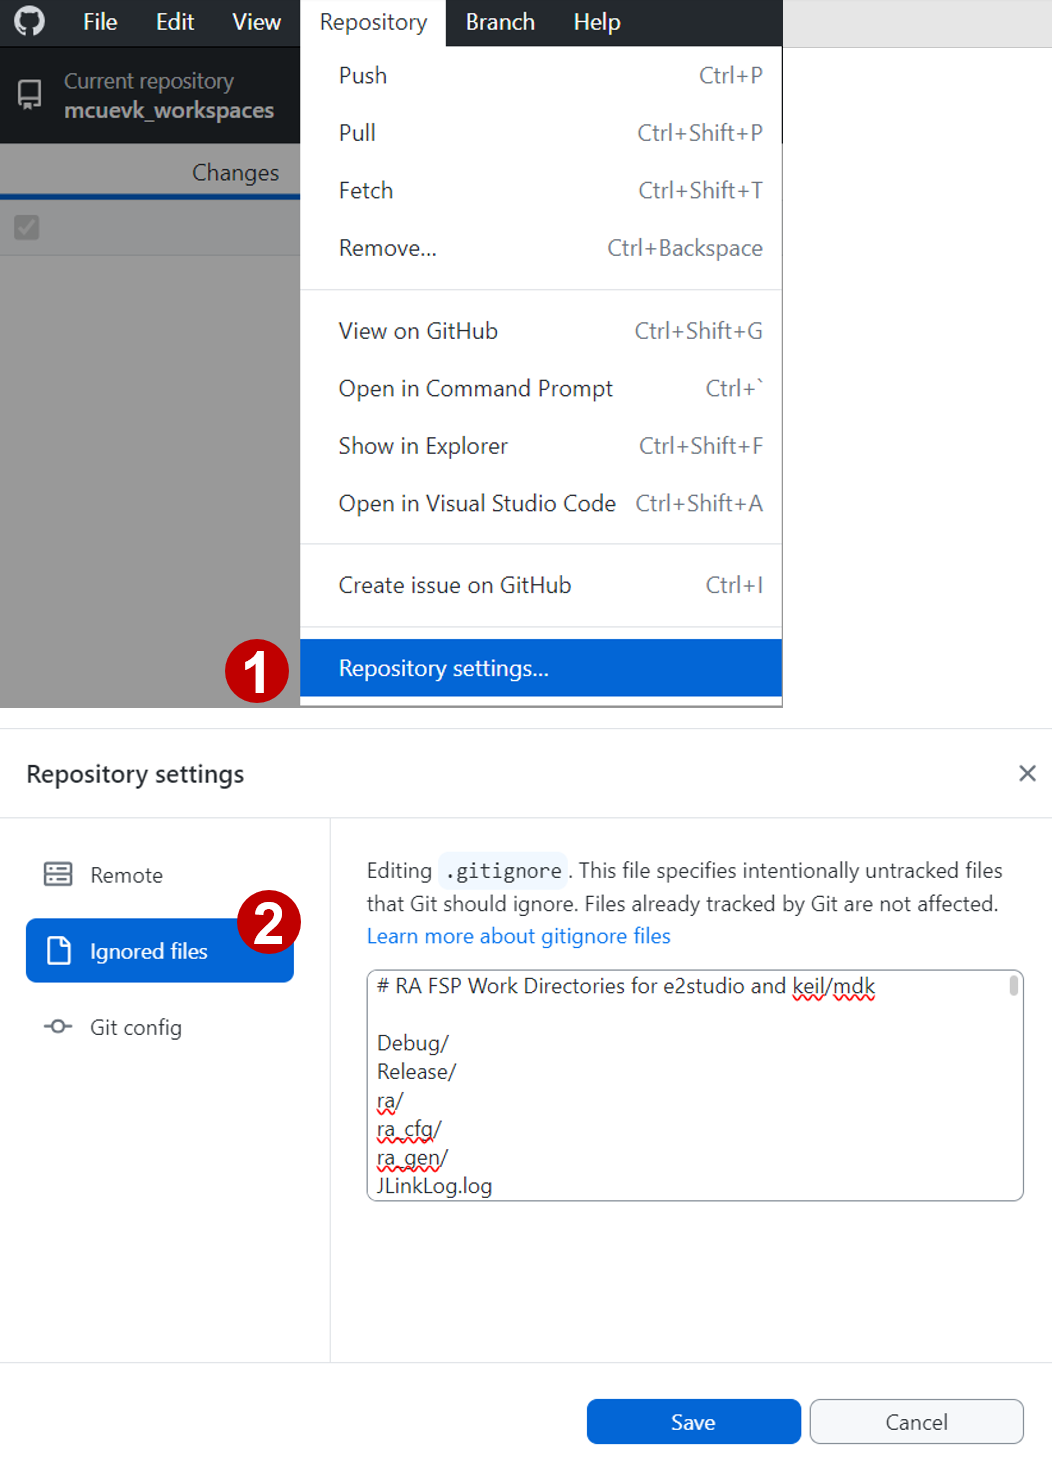 File Edit View Repository Branch Help
Current repository
mcuevk_workspaces
Changes
Push Ctrl+P
Pull Ctrl+Shift+P
Fetch Ctrl+Shift+T
Remove... Ctrl+Backspace
View on GitHub Ctrl+Shift+G
Open in Command Prompt Ctrl+`
Show in Explorer Ctrl+Shift+F
Open in Visual Studio Code Ctrl+Shift+A
Create issue on GitHub Ctrl+I
1 Repository settings...
Repository settings
Remote
2
Ignored files
Git config
Editing .gitignore. This file specifies intentionally untracked files
that Git should ignore. Files already tracked by Git are not affected.
Learn more about gitignore files
# RA FSP Work Directories for e2studio and keil/mdk
Debug/
Release/
ra/
ra_cfg/
ra_gen/
JLinkLog.log
Save Cancel